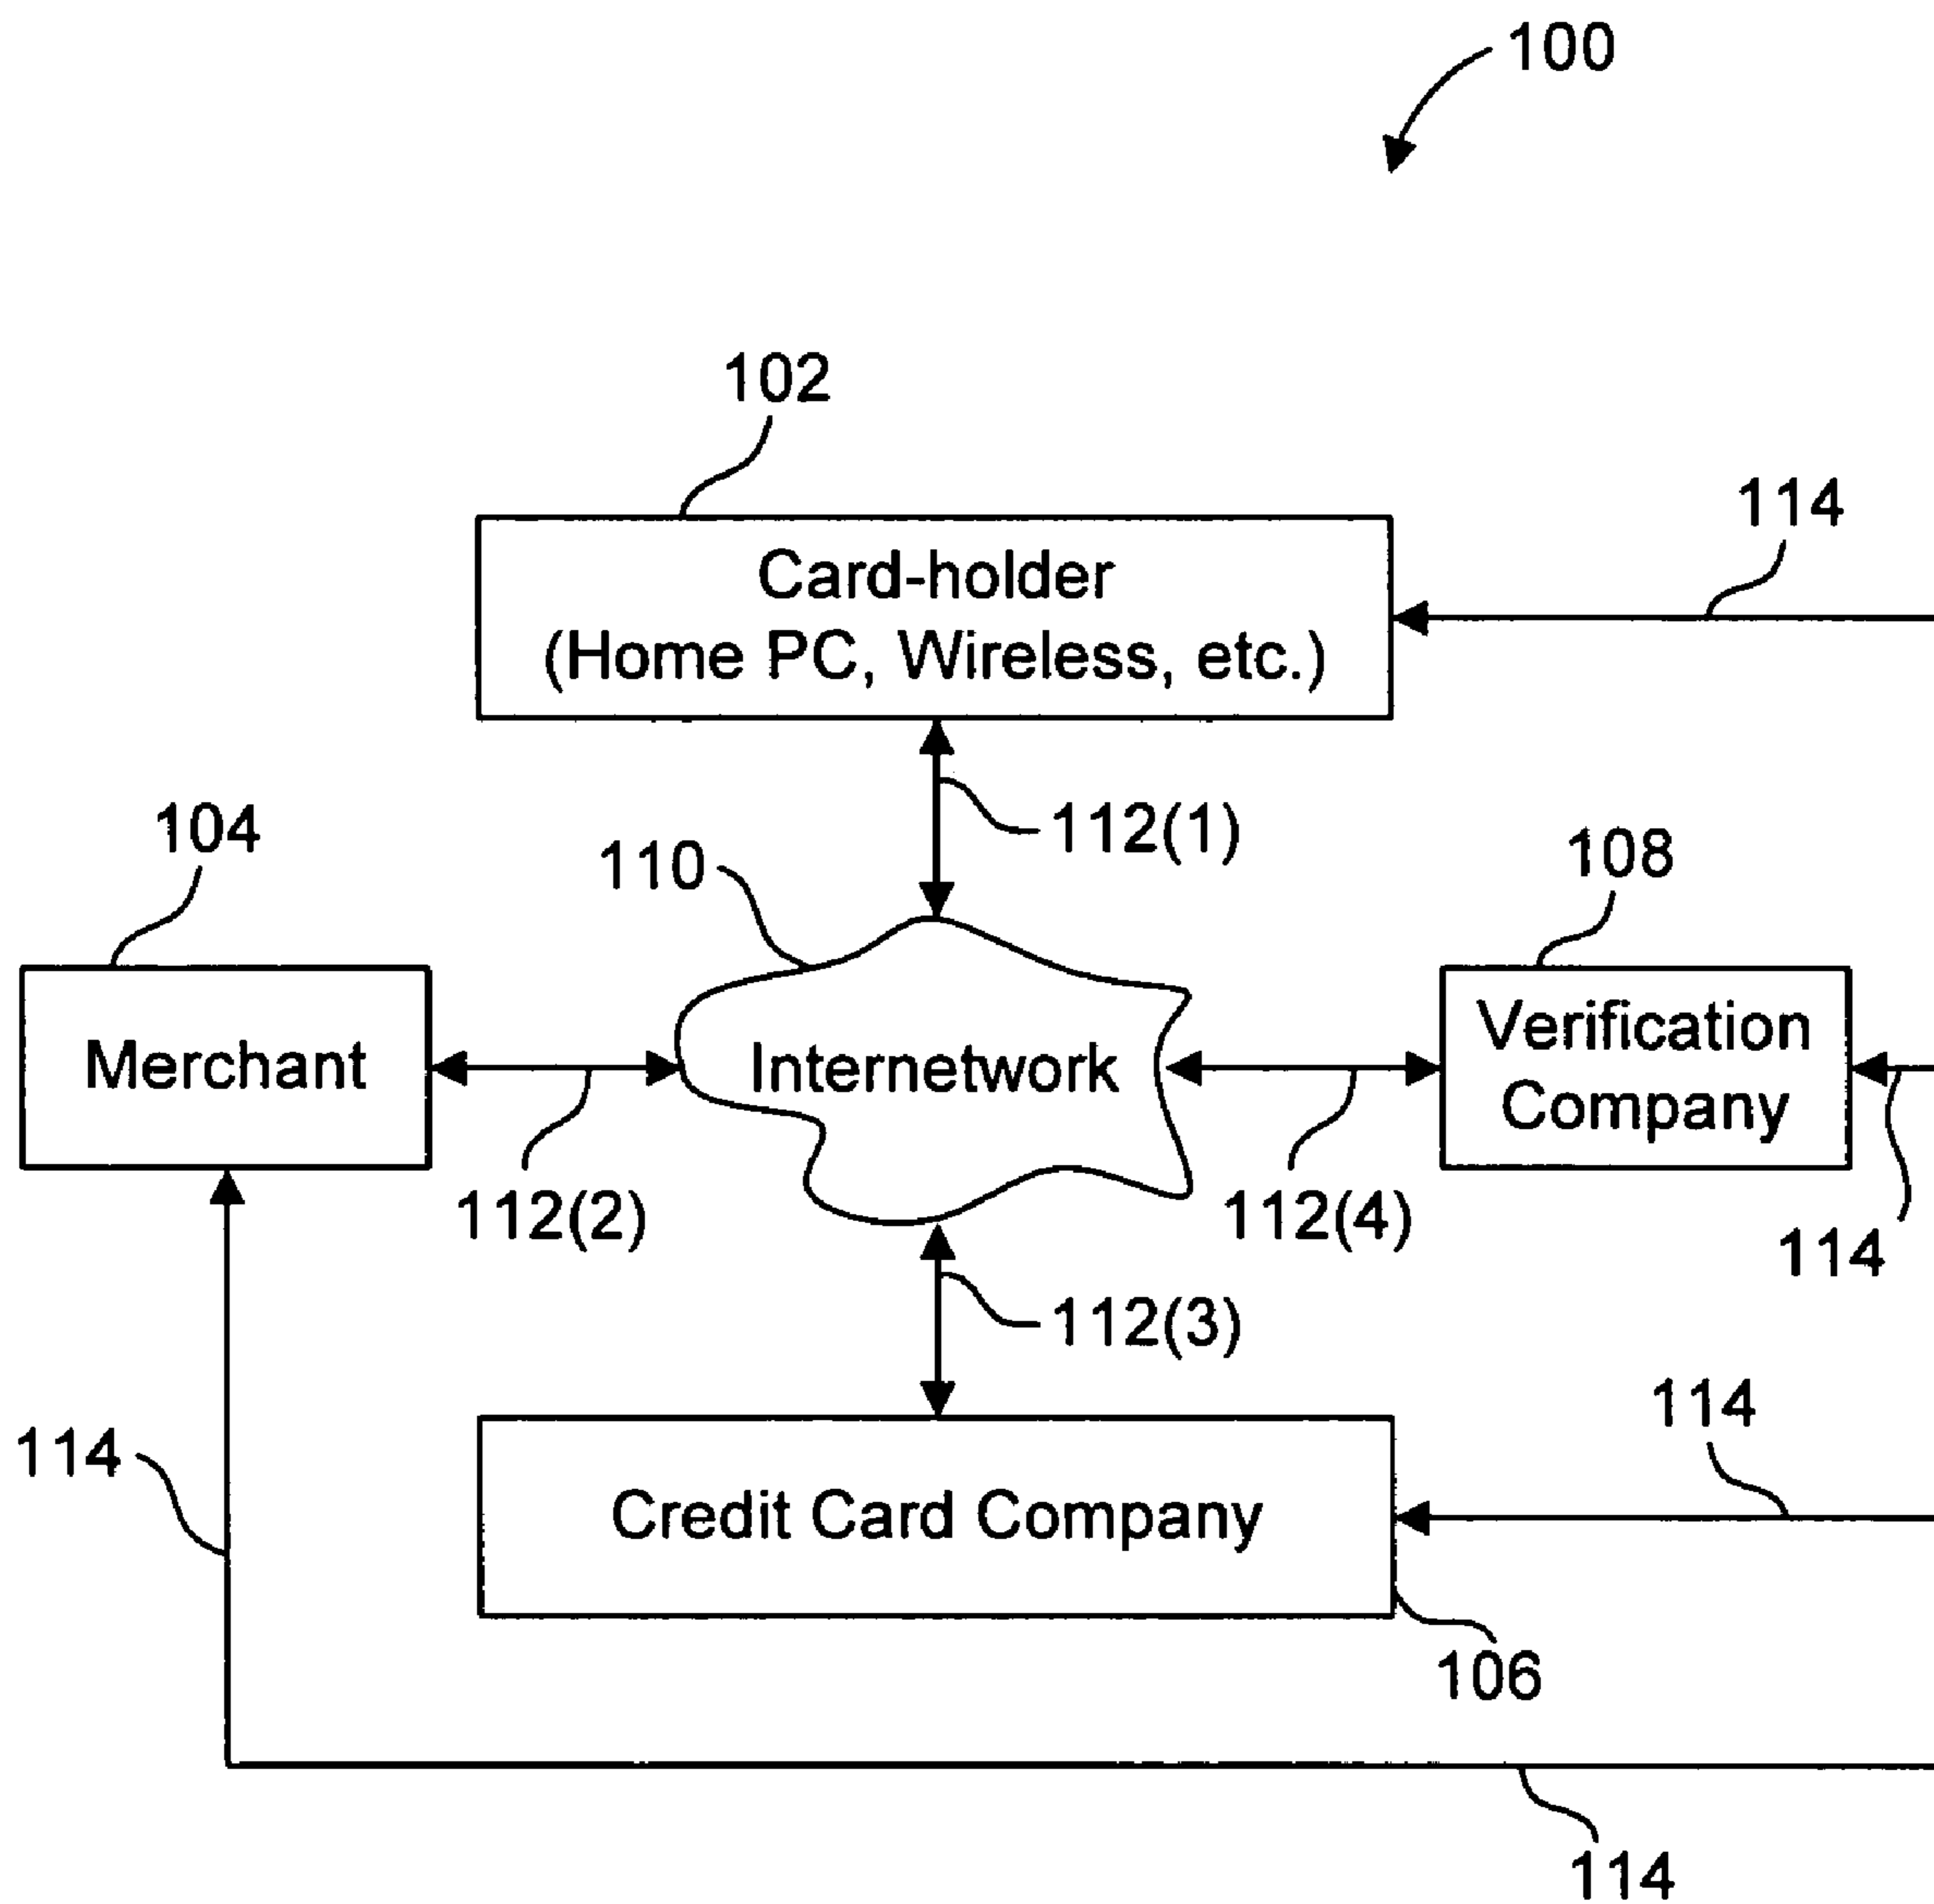 100
102
Card-holder
(Home PC, Wireless, etc.)
114
112(1)
104
110
108
Merchant
Internetwork
Verification
Company
112(2)
112(4)
114
112(3)
114
114
Credit Card Company
106
114